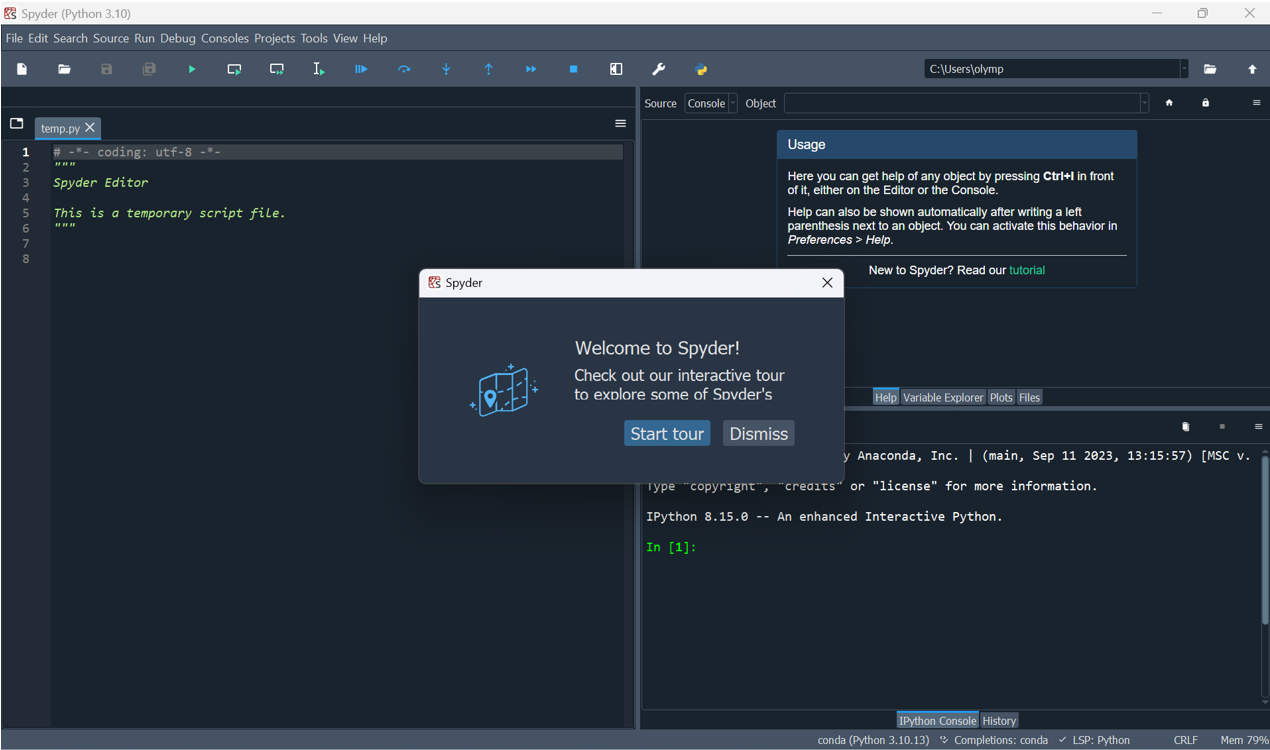 Spyder (Python 3.10)
File Edit Search Source Run Debug Consoles Projects Tools View Help
C:\Users\olymp
Source Console Object
temp.py
1 # -*- coding: utf-8 -*-
2 """
3 Spyder Editor
4
5 This is a temporary script file.
6 """
7
8
Usage
Here you can get help of any object by pressing Ctrl+I in front
of it, either on the Editor or the Console.
Help can also be shown automatically after writing a left
parenthesis next to an object. You can activate this behavior in
Preferences > Help.
New to Spyder? Read our tutorial
Spyder
Welcome to Spyder!
Check out our interactive tour
to explore some of Spyder's
Start tour Dismiss
Help Variable Explorer Plots Files
y Anaconda, Inc. | (main, Sep 11 2023, 13:15:57) [MSC v.
Type "copyright", "credits" or "license" for more information.
IPython 8.15.0 -- An enhanced Interactive Python.
In [1]:
IPython Console History
conda (Python 3.10.13) Completions: conda LSP: Python CRLF Mem 79%